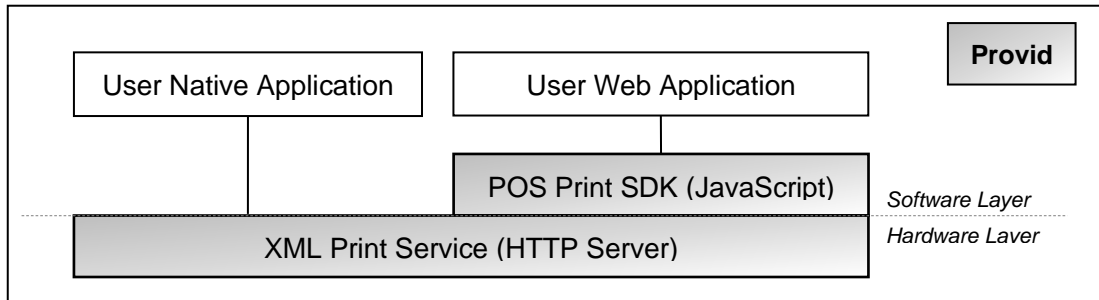 Provid
User Native Application
User Web Application
POS Print SDK (JavaScript)
Software Layer
Hardware Laver
XML Print Service (HTTP Server)